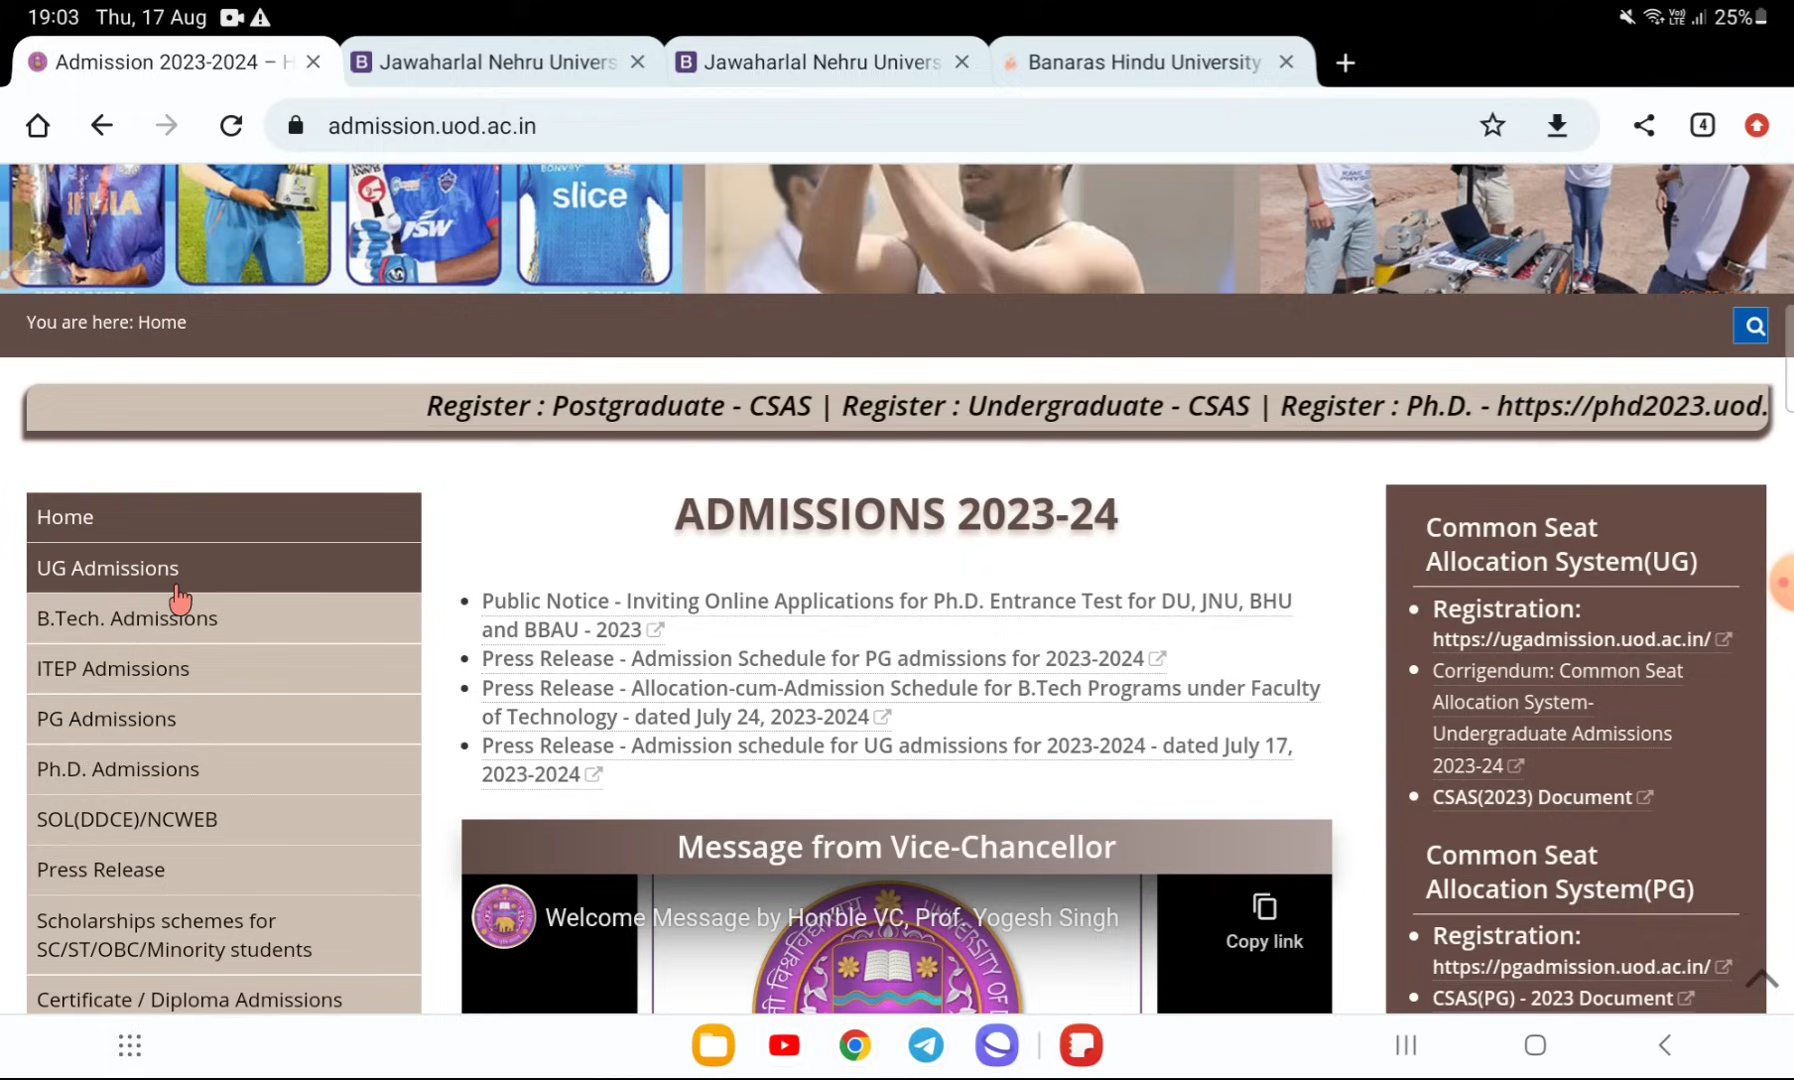 19:03 Thu, 17 Aug
25%
Admission 2023-2024 – H
Jawaharlal Nehru Univers
Jawaharlal Nehru Univers
Banaras Hindu University
admission.uod.ac.in
4
INDIA
JSW
slice
You are here: Home
Register : Postgraduate - CSAS | Register : Undergraduate - CSAS | Register : Ph.D. - https://phd2023.uod.
Home
UG Admissions
B.Tech. Admissions
ITEP Admissions
PG Admissions
Ph.D. Admissions
SOL(DDCE)/NCWEB
Press Release
Scholarships schemes for
SC/ST/OBC/Minority students
Certificate / Diploma Admissions
ADMISSIONS 2023-24
Public Notice - Inviting Online Applications for Ph.D. Entrance Test for DU, JNU, BHU
and BBAU - 2023
Press Release - Admission Schedule for PG admissions for 2023-2024
Press Release - Allocation-cum-Admission Schedule for B.Tech Programs under Faculty
of Technology - dated July 24, 2023-2024
Press Release - Admission schedule for UG admissions for 2023-2024 - dated July 17,
2023-2024
Message from Vice-Chancellor
Welcome Message by Hon'ble VC, Prof. Yogesh Singh
Copy link
Common Seat
Allocation System(UG)
Registration:
https://ugadmission.uod.ac.in/
Corrigendum: Common Seat
Allocation System-
Undergraduate Admissions
2023-24
CSAS(2023) Document
Common Seat
Allocation System(PG)
Registration:
https://pgadmission.uod.ac.in/
CSAS(PG) - 2023 Document